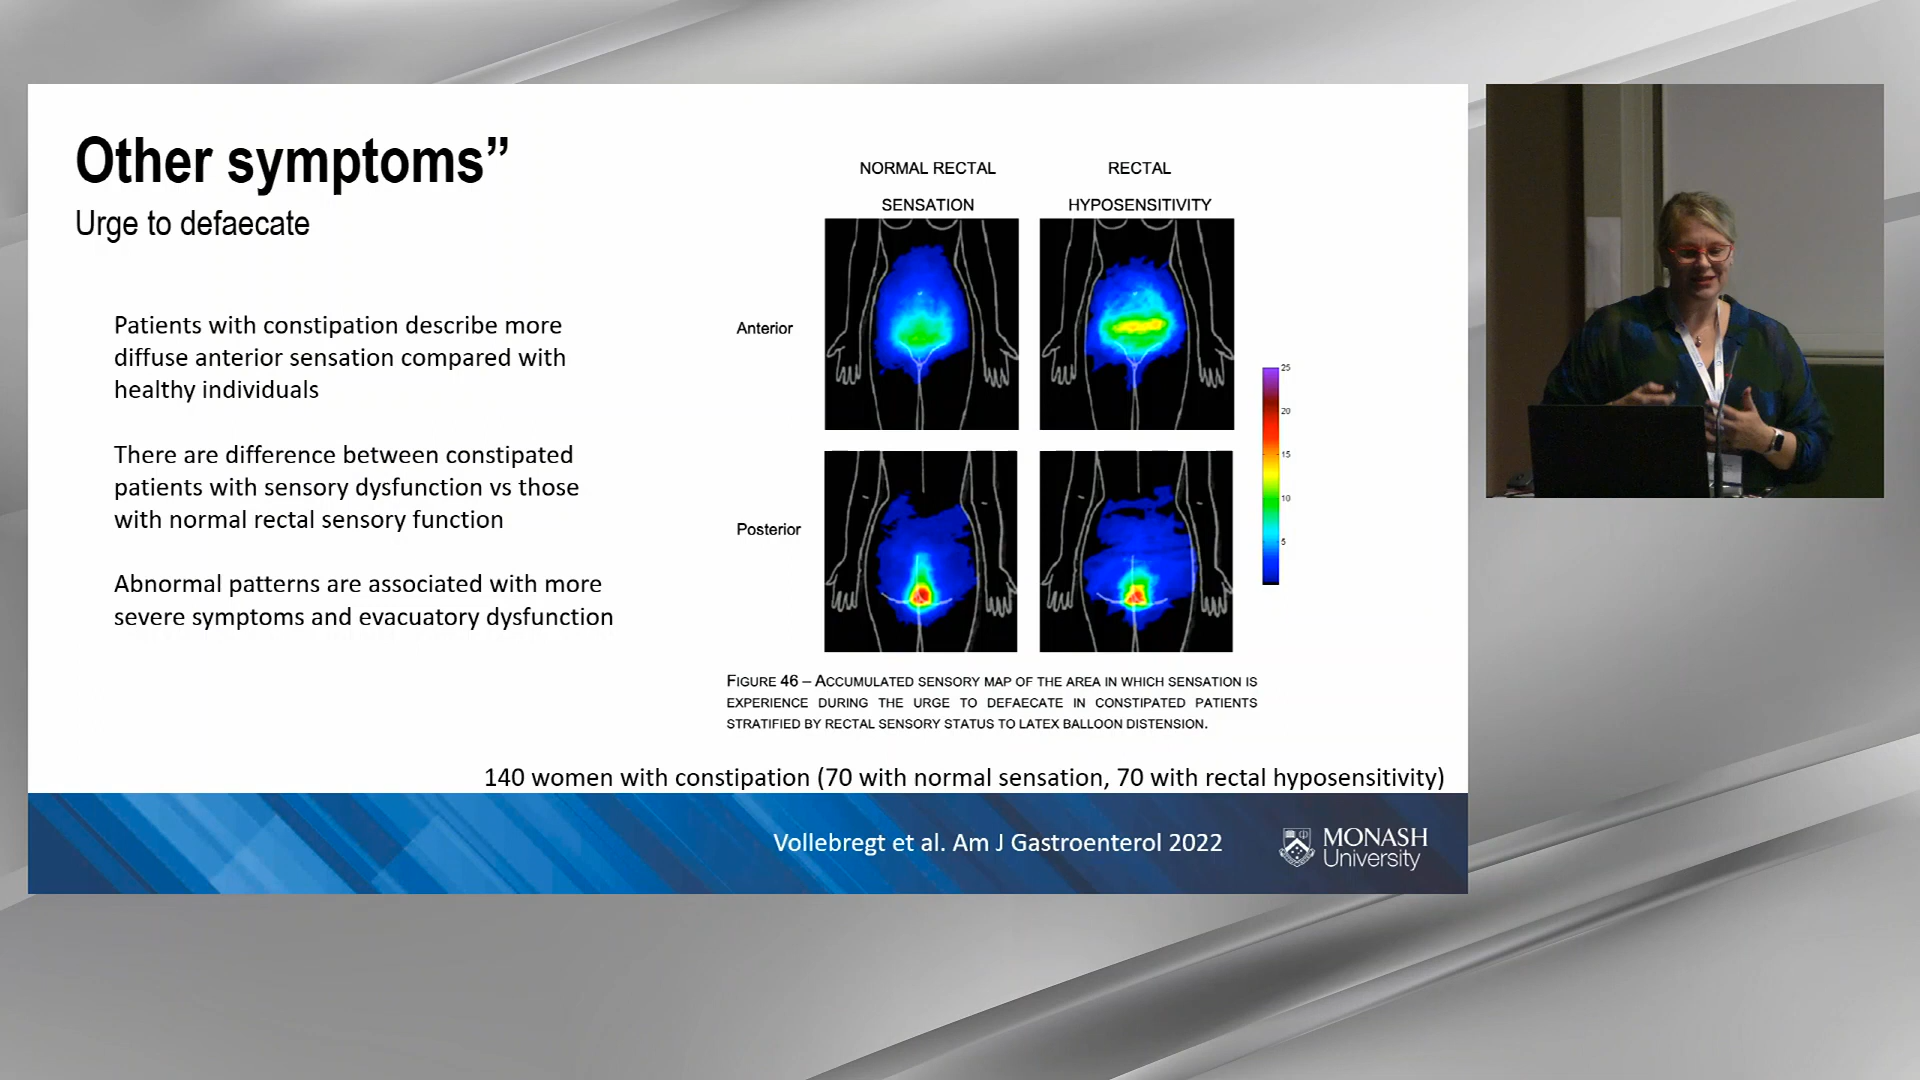 Other symptoms”
Urge to defaecate
Patients with constipation describe more
diffuse anterior sensation compared with
healthy individuals
There are difference between constipated
patients with sensory dysfunction vs those
with normal rectal sensory function
Abnormal patterns are associated with more
severe symptoms and evacuatory dysfunction
NORMAL RECTAL
SENSATION
RECTAL
HYPOSENSITIVITY
Anterior
Posterior
25
20
15
10
5
FIGURE 46 – ACCUMULATED SENSORY MAP OF THE AREA IN WHICH SENSATION IS
EXPERIENCE DURING THE URGE TO DEFAECATE IN CONSTIPATED PATIENTS
STRATIFIED BY RECTAL SENSORY STATUS TO LATEX BALLOON DISTENSION.
140 women with constipation (70 with normal sensation, 70 with rectal hyposensitivity)
Vollebregt et al. Am J Gastroenterol 2022
MONASH
University